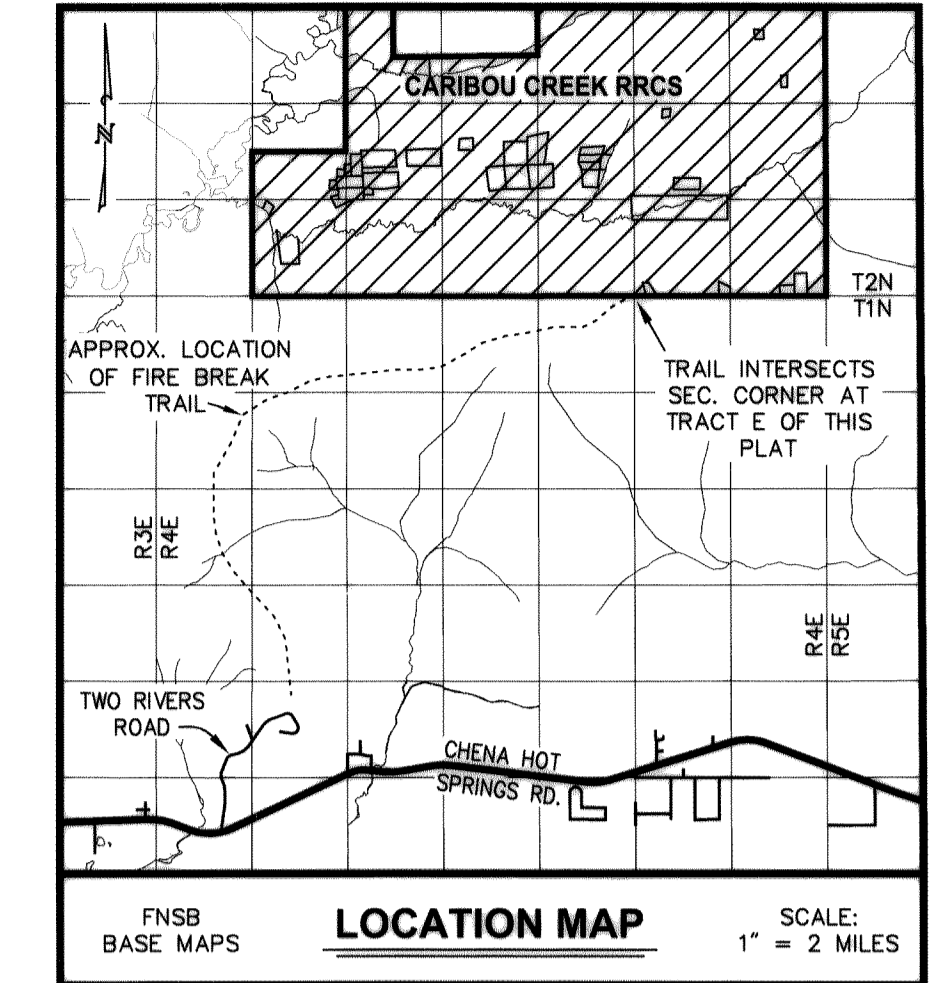 N
CARIBOU CREEK RRCS
T2N
T1N
APPROX. LOCATION
OF FIRE BREAK
TRAIL
TRAIL INTERSECTS
SEC. CORNER AT
TRACT E OF THIS
PLAT
R3E
R4E
R4E
R5E
TWO RIVERS
ROAD
CHENA HOT
SPRINGS RD.
FNSB
BASE MAPS
LOCATION MAP
SCALE:
1" = 2 MILES